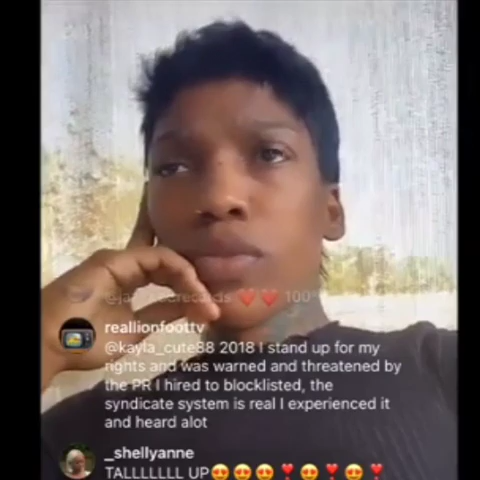 100
reallionfoottv
@kayla_cute88 2018 I stand up for my
rights and was warned and threatened by
the PR I hired to blocklisted, the
syndicate system is real I experienced it
and heard alot
_shellyanne
TALLLLLLL UP😍😍😍❣️😍❣️😍❣️